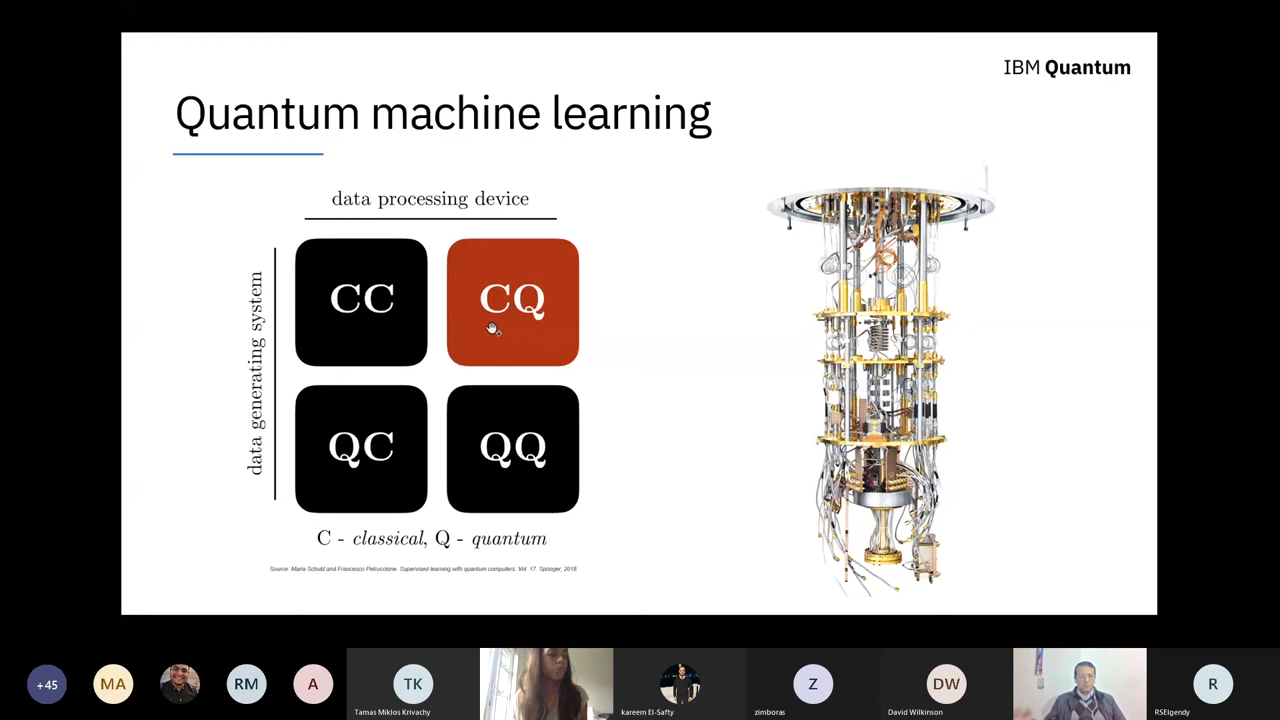 IBM Quantum
Quantum machine learning
data processing device
data generating system
CC
CQ
QC
QQ
C - classical, Q - quantum
Source: Maria Schuld and Francesco Petruccione. Supervised learning with quantum computers. Vol. 17. Springer, 2018.
+45
MA
RM
A
TK
Tamas Miklos Krivachy
kareem El-Safty
Z
zimboras
DW
David Wilkinson
R
RSElgendy